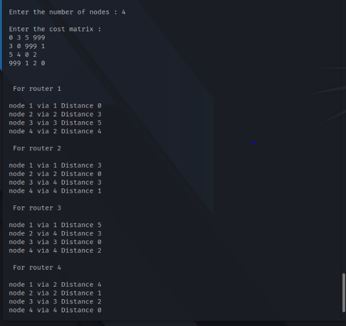 Enter the number of nodes : 4
Enter the cost matrix :
0 3 5 999
3 0 999 1
5 4 0 2
999 1 2 0
For router 1
node 1 via 1 Distance 0
node 2 via 2 Distance 3
node 3 via 3 Distance 5
node 4 via 2 Distance 4
For router 2
node 1 via 1 Distance 3
node 2 via 2 Distance 0
node 3 via 4 Distance 3
node 4 via 4 Distance 1
For router 3
node 1 via 1 Distance 5
node 2 via 4 Distance 3
node 3 via 3 Distance 0
node 4 via 4 Distance 2
For router 4
node 1 via 2 Distance 4
node 2 via 2 Distance 1
node 3 via 3 Distance 2
node 4 via 4 Distance 0